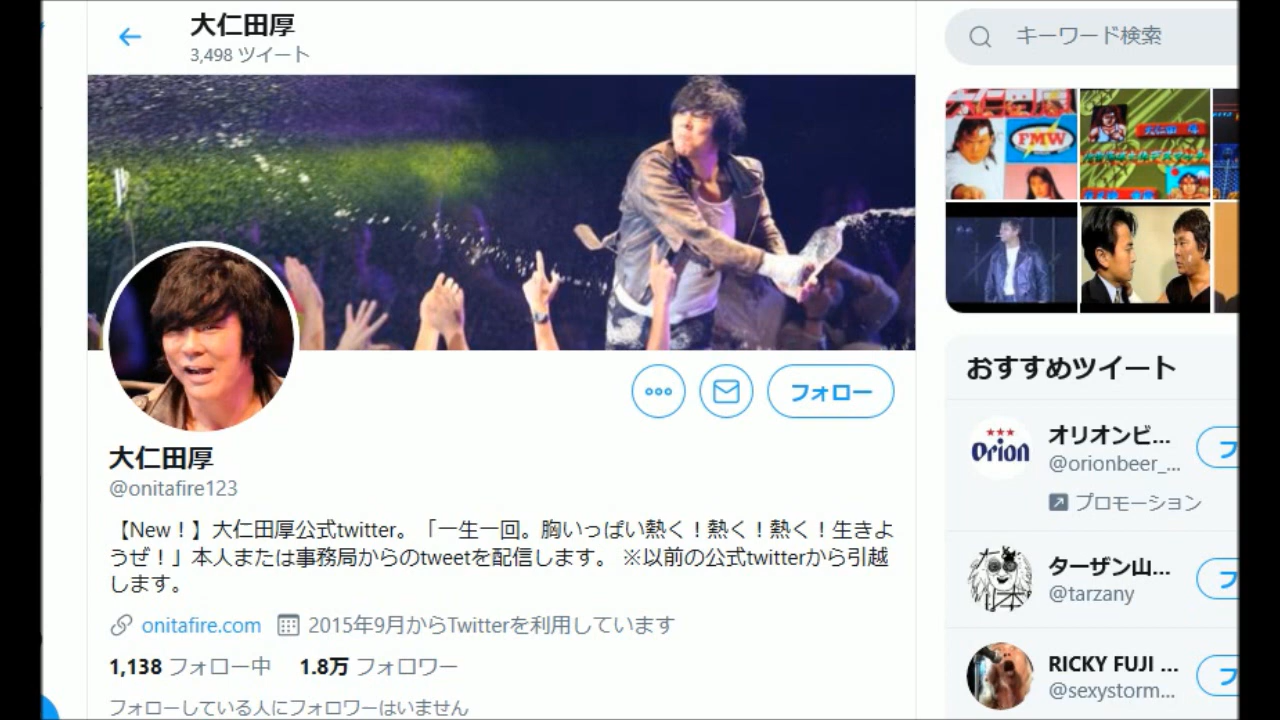 大仁田厚
3,498 ツイート
キーワード検索
FMW
大仁田 厚
大仁田厚
@onitafire123
フォロー
【New！】大仁田厚公式twitter。「一生一回。胸いっぱい熱く！熱く！熱く！生きよ
うぜ！」本人または事務局からのtweetを配信します。 ※以前の公式twitterから引越
します。
onitafire.com 2015年9月からTwitterを利用しています
1,138 フォロー中 1.8万 フォロワー
フォローしている人にフォロワーはいません
おすすめツイート
Orion
オリオンビ...
@orionbeer_...
フ
プロモーション
ターザン山...
@tarzany
フ
RICKY FUJI ...
@sexystorm...
フ